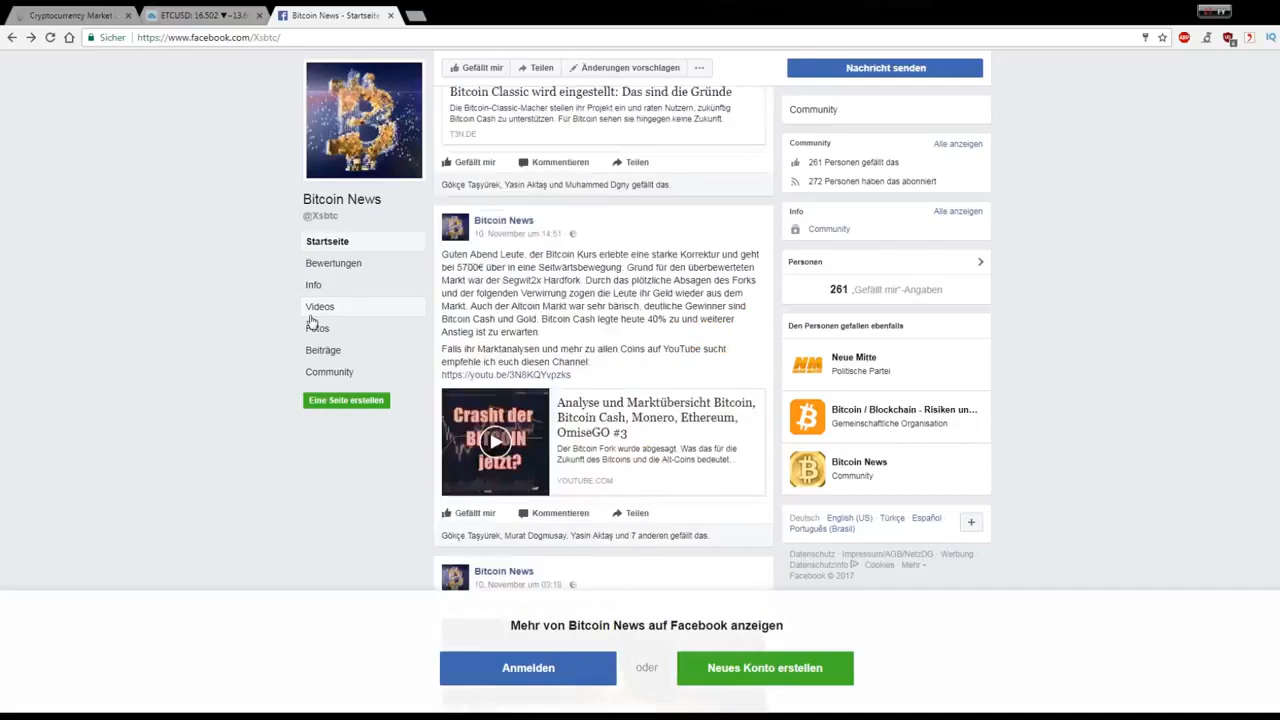 Cryptocurrency Market
ETCUSD: 16.502 ▼−13.6
Bitcoin News - Startseite
Sicher
https://www.facebook.com/Xsbtc/
Bitcoin News
@Xsbtc
Startseite
Bewertungen
Info
Videos
Fotos
Beiträge
Community
Eine Seite erstellen
Gefällt mir
Teilen
Änderungen vorschlagen
Bitcoin Classic wird eingestellt: Das sind die Gründe
Die Bitcoin-Classic-Macher stellen ihr Projekt ein und raten Nutzern, zukünftig
Bitcoin Cash zu unterstützen. Für Bitcoin sehen sie hingegen keine Zukunft.
T3N.DE
Gefällt mir Kommentieren Teilen
Gökçe Taşyürek, Yasin Aktaş und Muhammed Dgny gefällt das.
Bitcoin News
10. November um 14:51
Guten Abend Leute, der Bitcoin Kurs erlebte eine starke Korrektur und geht
bei 5700€ über in eine Seitwärtsbewegung. Grund für den überbewerteten
Markt war der Segwit2x Hardfork. Durch das plötzliche Absagen des Forks
und der folgenden Verwirrung zogen die Leute ihr Geld wieder aus dem
Markt. Auch der Altcoin Markt war sehr bärisch, deutliche Gewinner sind
Bitcoin Cash und Gold. Bitcoin Cash legte heute 40% zu und weiterer
Anstieg ist zu erwarten.
Falls ihr Marktanalysen und mehr zu allen Coins auf YouTube sucht
empfehle ich euch diesen Channel.
https://youtu.be/3N8KQYvpzks
Crasht der
BITCOIN
jetzt?
Analyse und Marktübersicht Bitcoin,
Bitcoin Cash, Monero, Ethereum,
OmiseGO #3
Der Bitcoin Fork wurde abgesagt. Was das für die
Zukunft des Bitcoins und die Alt-Coins bedeutet...
YOUTUBE.COM
Gefällt mir Kommentieren Teilen
Gökçe Taşyürek, Murat Dogmusay, Yasin Aktaş und 7 anderen gefällt das.
Bitcoin News
10. November um 03:18
Nachricht senden
Community
Community Alle anzeigen
261 Personen gefällt das
272 Personen haben das abonniert
Info Alle anzeigen
Community
Personen
261 „Gefällt mir"-Angaben
Den Personen gefallen ebenfalls
Neue Mitte
Politische Partei
Bitcoin / Blockchain - Risiken un...
Gemeinschaftliche Organisation
Bitcoin News
Community
Deutsch · English (US) · Türkçe · Español ·
Português (Brasil)
Datenschutz · Impressum/AGB/NetzDG · Werbung ·
Datenschutzinfo · Cookies · Mehr
Facebook © 2017
Mehr von Bitcoin News auf Facebook anzeigen
Anmelden
oder
Neues Konto erstellen